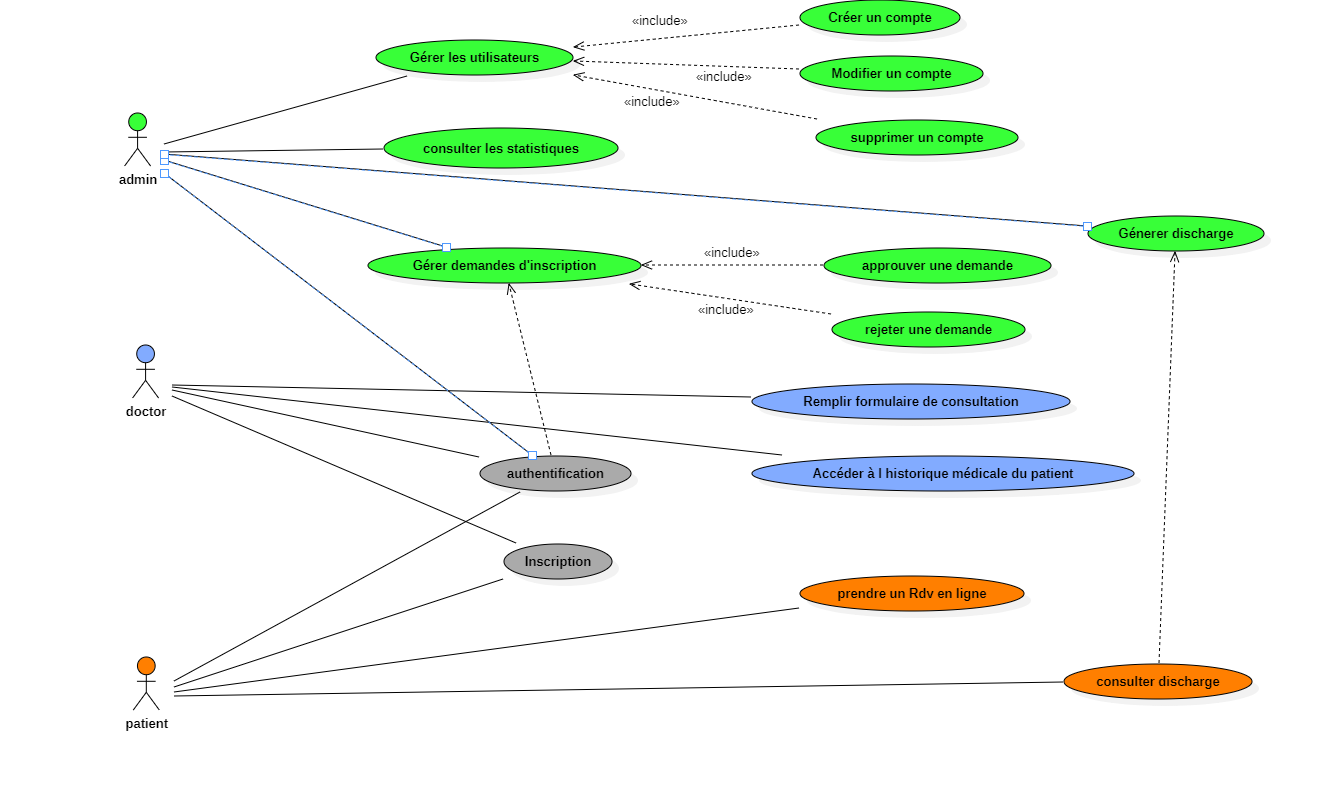 Créer un compte
«include»
Gérer les utilisateurs
Modifier un compte
«include»
«include»
supprimer un compte
consulter les statistiques
admin
Génerer discharge
«include»
Gérer demandes d'inscription
approuver une demande
«include»
rejeter une demande
Remplir formulaire de consultation
doctor
authentification
Accéder à l historique médicale du patient
Inscription
prendre un Rdv en ligne
consulter discharge
patient